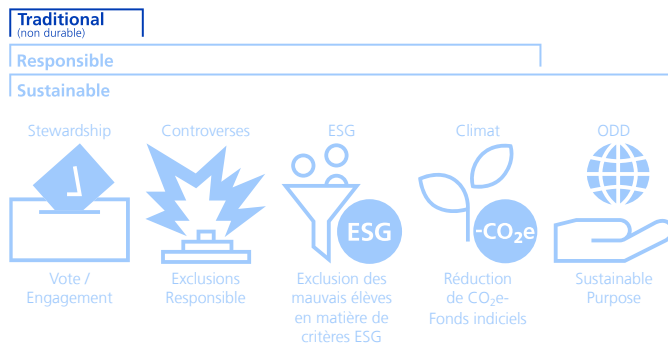 Traditional
(non durable)
Responsible
Sustainable
Stewardship
Controverses
ESG
Climat
ODD
ESG
-CO₂e
Vote /
Engagement
Exclusions
Responsible
Exclusion des
mauvais élèves
en matière de
critères ESG
Réduction
de CO₂e-
Fonds indiciels
Sustainable
Purpose